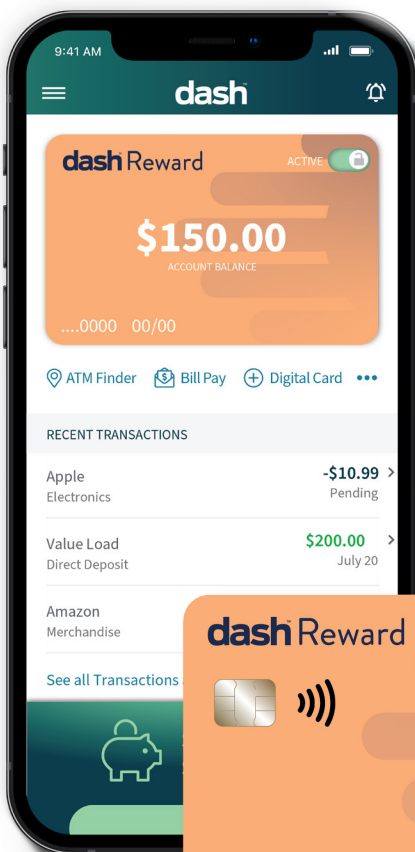 9:41 AM
dash
dash Reward
ACTIVE
$150.00
ACCOUNT BALANCE
....0000 00/00
ATM Finder
Bill Pay
Digital Card
RECENT TRANSACTIONS
Apple
-$10.99
Electronics
Pending
Value Load
$200.00
Direct Deposit
July 20
Amazon
Merchandise
See all Transactions
dash Reward